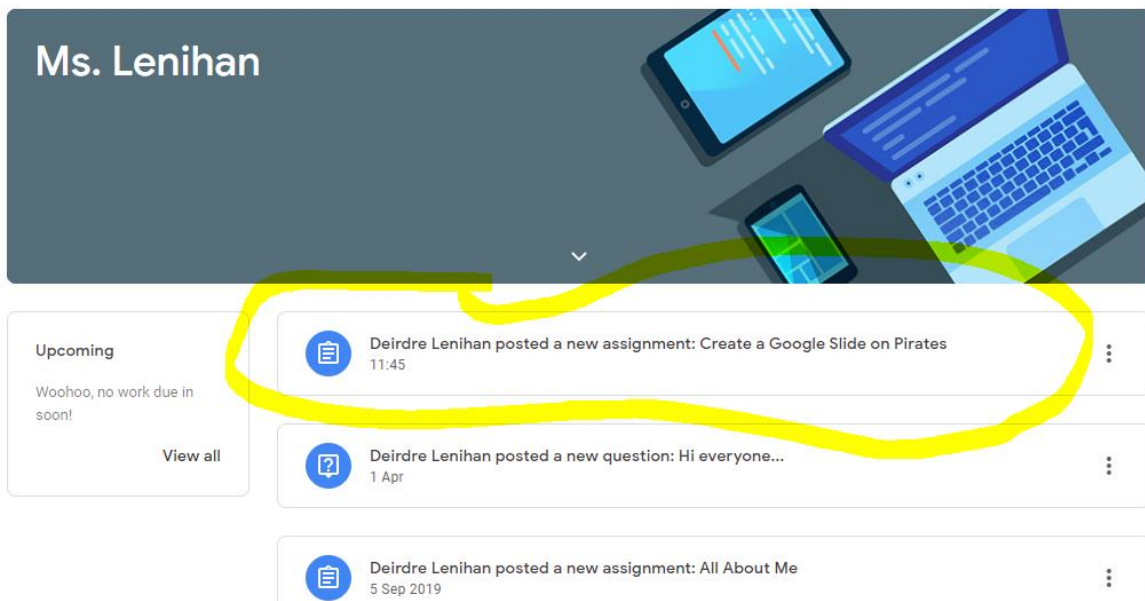 Ms. Lenihan
Upcoming
Woohoo, no work due in
soon!
View all
Deirdre Lenihan posted a new assignment: Create a Google Slide on Pirates
11:45
Deirdre Lenihan posted a new question: Hi everyone...
1 Apr
Deirdre Lenihan posted a new assignment: All About Me
5 Sep 2019